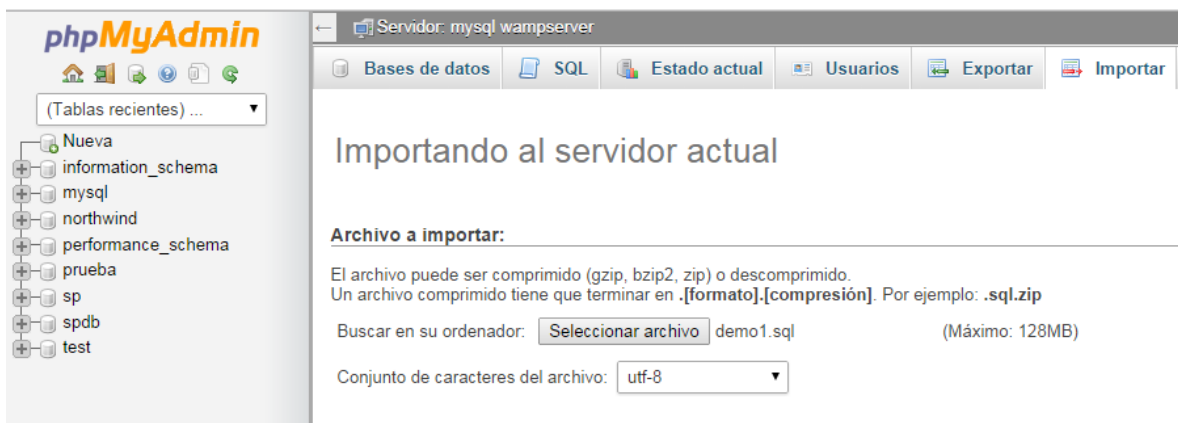 phpMyAdmin
(Tablas recientes) ...
Nueva
information_schema
mysql
northwind
performance_schema
prueba
sp
spdb
test
Servidor: mysql wampserver
Bases de datos SQL Estado actual Usuarios Exportar Importar
Importando al servidor actual
Archivo a importar:
El archivo puede ser comprimido (gzip, bzip2, zip) o descomprimido.
Un archivo comprimido tiene que terminar en .[formato].[compresión]. Por ejemplo: .sql.zip
Buscar en su ordenador: Seleccionar archivo demo1.sql (Máximo: 128MB)
Conjunto de caracteres del archivo: utf-8